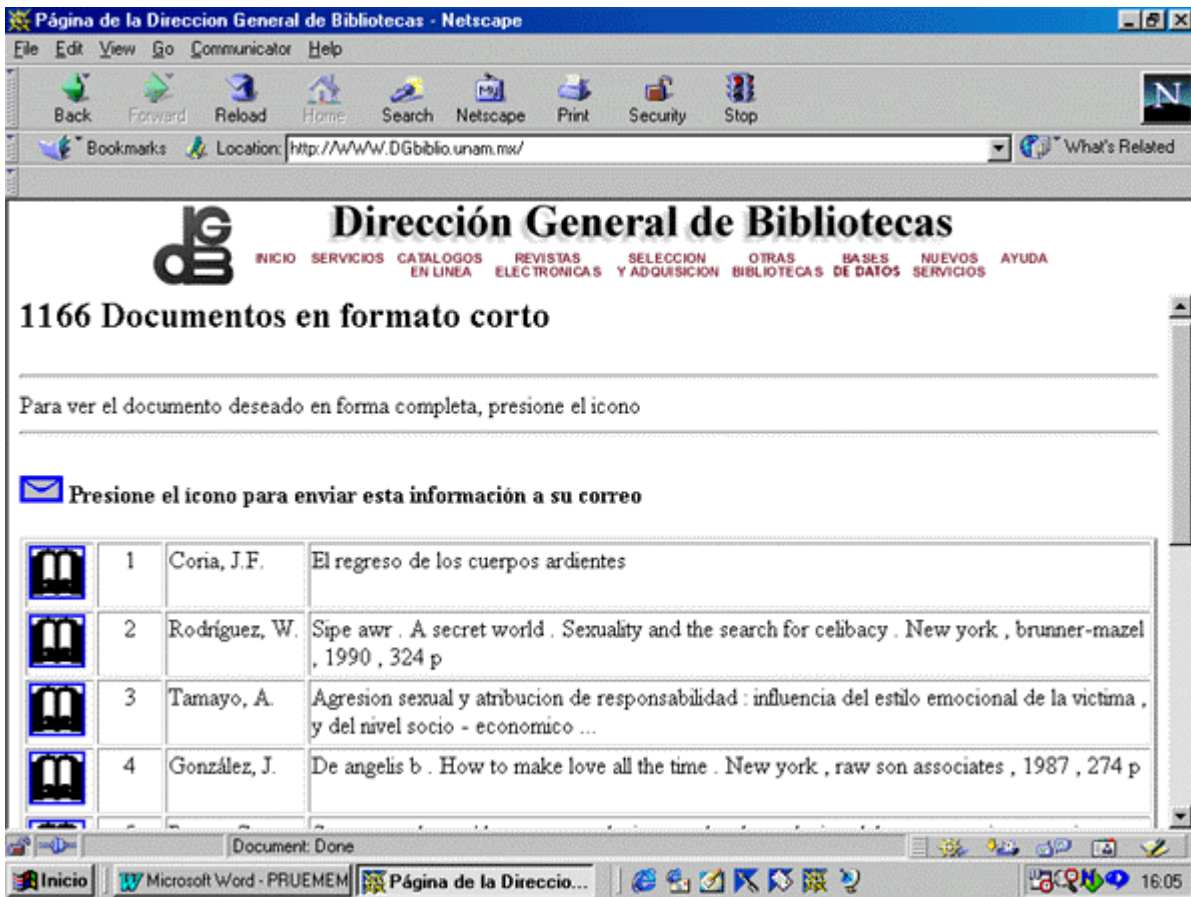 Página de la Direccion General de Bibliotecas - Netscape
File Edit View Go Communicator Help
Back Forward Reload Home Search Netscape Print Security Stop
My
N
Bookmarks Location: http://WWW.DGbiblio.unam.mx/ What's Related
Dirección General de Bibliotecas
INICIO SERVICIOS CATALOGOS EN LINEA REVISTAS ELECTRONICAS SELECCION Y ADQUISICION OTRAS BIBLIOTECAS BASES DE DATOS NUEVOS SERVICIOS AYUDA
1166 Documentos en formato corto
Para ver el documento deseado en forma completa, presione el icono
Presione el ícono para enviar esta información a su correo
1 Coria, J.F. El regreso de los cuerpos ardientes
2 Rodríguez, W. Sipe awr . A secret world . Sexuality and the search for celibacy . New york , brunner-mazel
, 1990 , 324 p
3 Tamayo, A. Agresion sexual y atribucion de responsabilidad : influencia del estilo emocional de la victima ,
y del nivel socio - economico ...
4 González, J. De angelis b . How to make love all the time . New york , raw son associates , 1987 , 274 p
Document: Done
Inicio Microsoft Word - PRUEMEM Página de la Direccio... 16:05